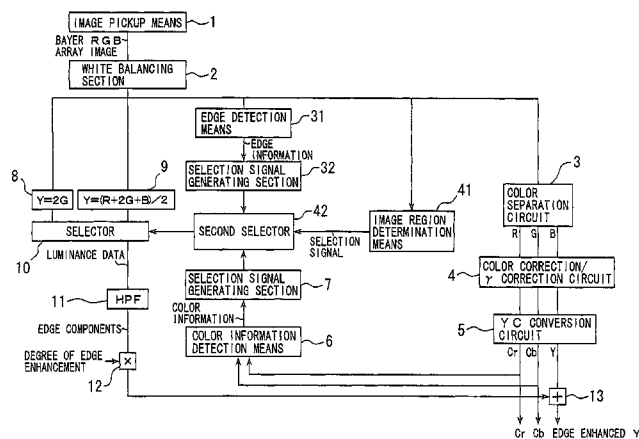 IMAGE PICKUP MEANS
1
BAYER RGB
ARRAY IMAGE
WHITE BALANCING
SECTION
2
EDGE DETECTION
MEANS
31
EDGE
INFORMATION
8
9
SELECTION SIGNAL
GENERATING SECTION
32
3
Y=2G
Y=(R+2G+B)/2
42
41
COLOR
SEPARATION
CIRCUIT
SELECTOR
SECOND SELECTOR
IMAGE REGION
DETERMINATION
MEANS
SELECTION
SIGNAL
R G B
10
LUMINANCE DATA
4
COLOR CORRECTION/
γ CORRECTION CIRCUIT
SELECTION SIGNAL
GENERATING SECTION
7
11
HPF
COLOR
INFORMATION
5
Y C CONVERSION
CIRCUIT
EDGE COMPONENTS
COLOR INFORMATION
DETECTION MEANS
6
Cr Cb Y
DEGREE OF EDGE
ENHANCEMENT
×
12
+
13
Cr Cb EDGE ENHANCED Y